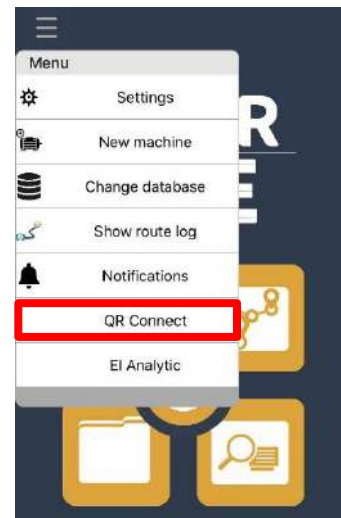 Menu
Settings
New machine
R
Change database
Show route log
Notifications
QR Connect
EI Analytic